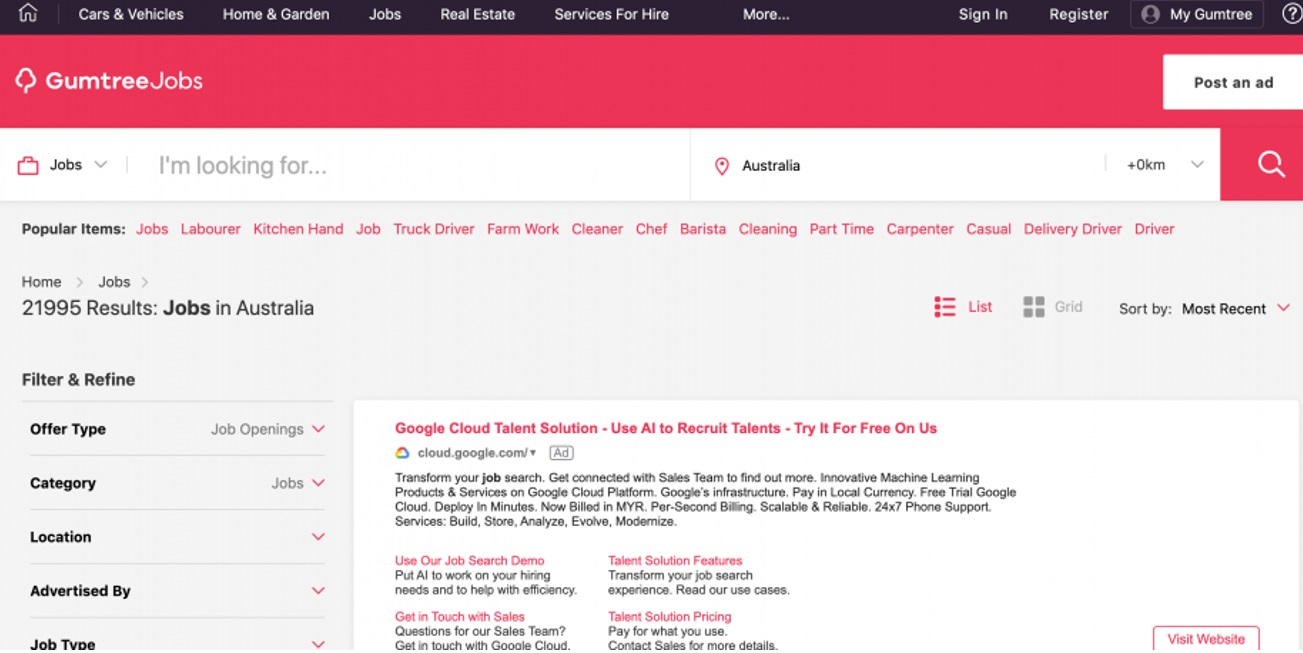 Cars & Vehicles Home & Garden Jobs Real Estate Services For Hire More... Sign In Register My Gumtree ?
GumtreeJobs
Post an ad
Jobs I'm looking for... Australia +0km
Popular Items: Jobs Labourer Kitchen Hand Job Truck Driver Farm Work Cleaner Chef Barista Cleaning Part Time Carpenter Casual Delivery Driver Driver
Home > Jobs >
21995 Results: Jobs in Australia
List Grid Sort by: Most Recent
Filter & Refine
Offer Type Job Openings
Category Jobs
Location
Advertised By
Job Type
Google Cloud Talent Solution - Use AI to Recruit Talents - Try It For Free On Us
cloud.google.com/ Ad
Transform your job search. Get connected with Sales Team to find out more. Innovative Machine Learning
Products & Services on Google Cloud Platform. Google's infrastructure. Pay in Local Currency. Free Trial Google
Cloud. Deploy In Minutes. Now Billed in MYR. Per-Second Billing. Scalable & Reliable. 24x7 Phone Support.
Services: Build, Store, Analyze, Evolve, Modernize.
Use Our Job Search Demo
Put AI to work on your hiring
needs and to help with efficiency.
Talent Solution Features
Transform your job search
experience. Read our use cases.
Get in Touch with Sales
Questions for our Sales Team?
Get in touch with Google Cloud.
Talent Solution Pricing
Pay for what you use.
Contact Sales for more details.
Visit Website